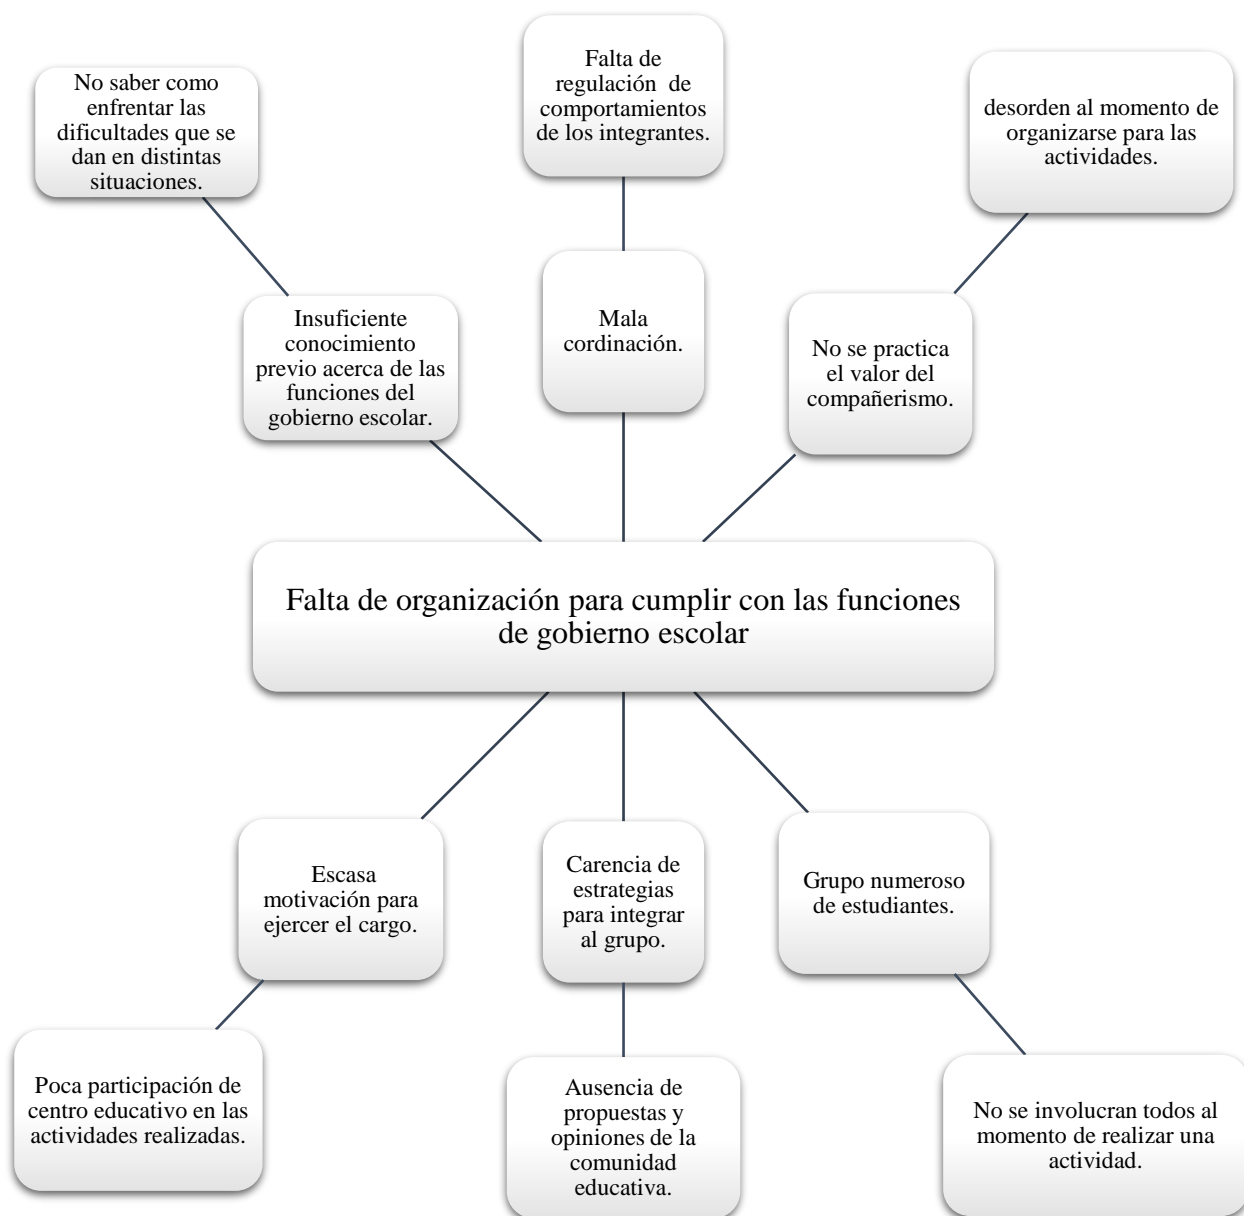 Falta de
regulación de
comportamientos
de los integrantes.
No saber como
enfrentar las
dificultades que se
dan en distintas
situaciones.
desorden al momento de
organizarse para las
actividades.
Insuficiente
conocimiento
previo acerca de las
funciones del
gobierno escolar.
Mala
cordinación.
No se practica
el valor del
compañerismo.
Falta de organización para cumplir con las funciones
de gobierno escolar
Escasa
motivación para
ejercer el cargo.
Carencia de
estrategias
para integrar
al grupo.
Grupo numeroso
de estudiantes.
Poca participación de
centro educativo en las
actividades realizadas.
Ausencia de
propuestas y
opiniones de la
comunidad
educativa.
No se involucran todos al
momento de realizar una
actividad.